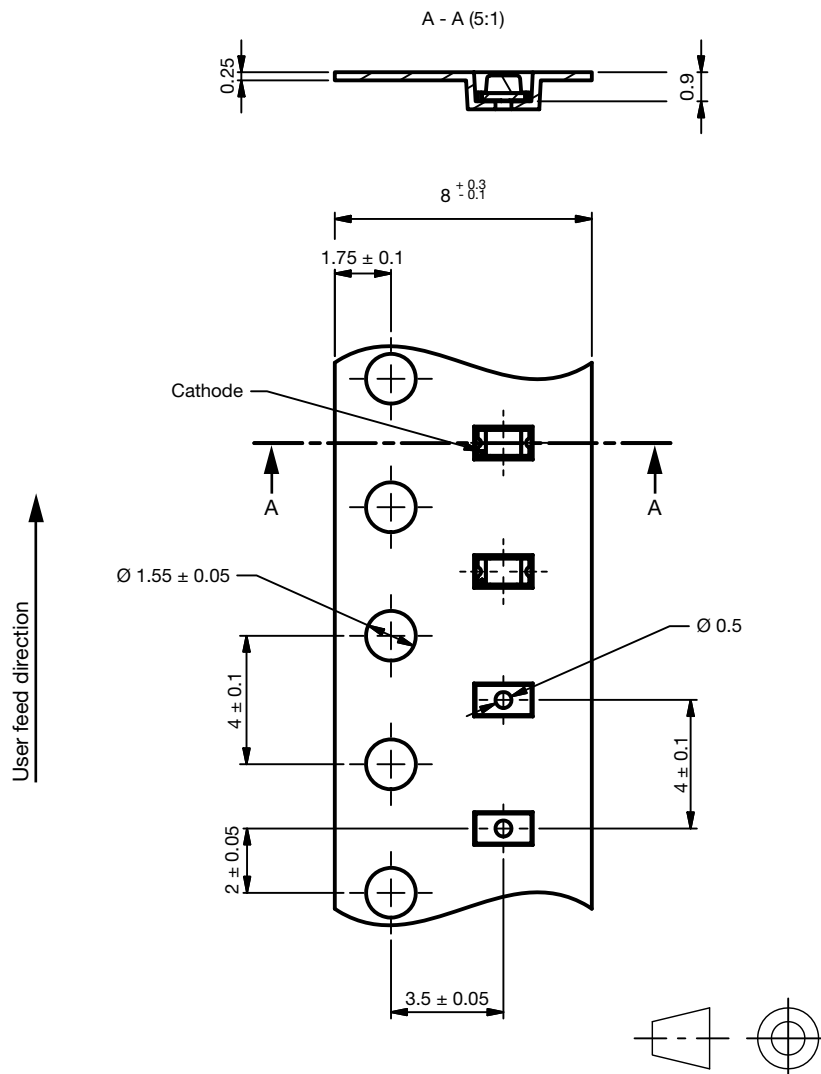 A - A (5:1)
0.25
0.9
8 + 0.3
- 0.1
1.75 ± 0.1
Cathode
A
A
Ø 1.55 ± 0.05
Ø 0.5
User feed direction
4 ± 0.1
4 ± 0.1
2 ± 0.05
3.5 ± 0.05